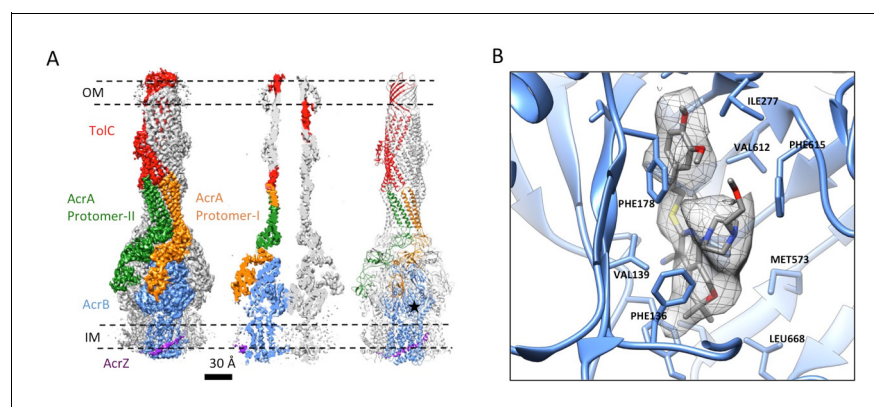 A
OM
TolC
AcrA
Protomer-II
AcrA
Protomer-I
AcrB
IM
AcrZ
30 Å
B
ILE277
VAL612
PHE615
PHE178
VAL139
MET573
PHE136
LEU668